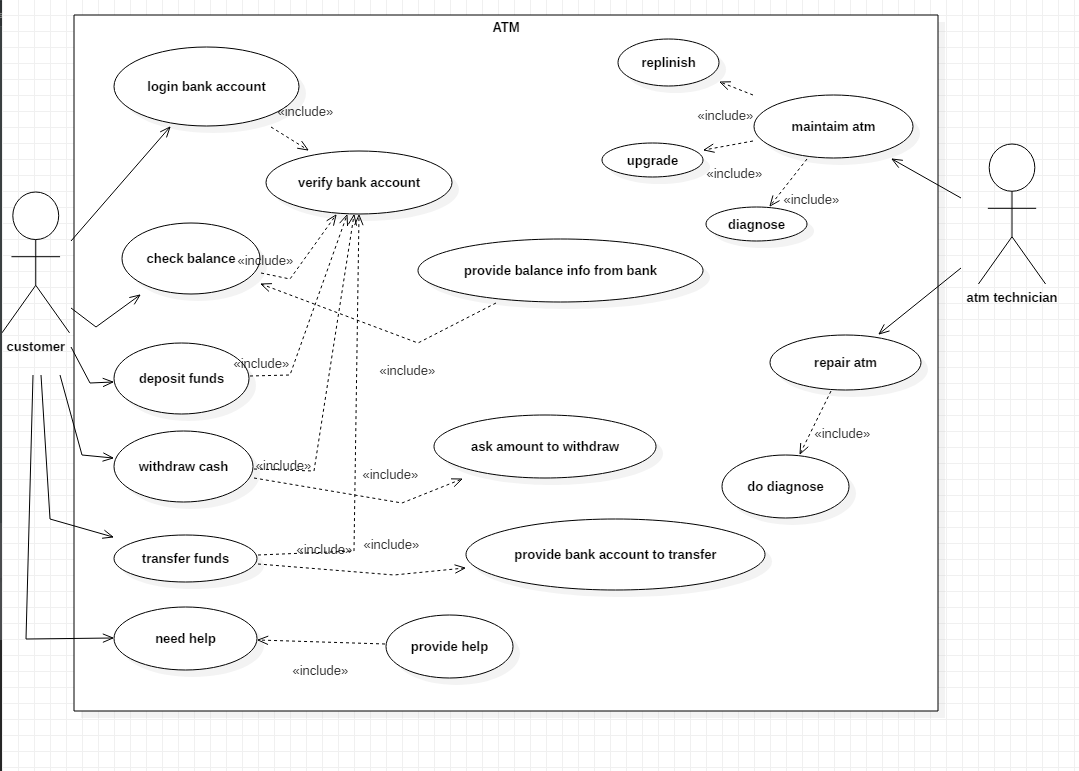 ATM
login bank account
«include»
verify bank account
check balance
«include»
provide balance info from bank
«include»
customer
deposit funds
«include»
withdraw cash
«include»
ask amount to withdraw
«include»
transfer funds
«include»
«include»
provide bank account to transfer
need help
provide help
«include»
replinish
«include»
maintaim atm
upgrade
«include»
diagnose
«include»
atm technician
repair atm
«include»
do diagnose